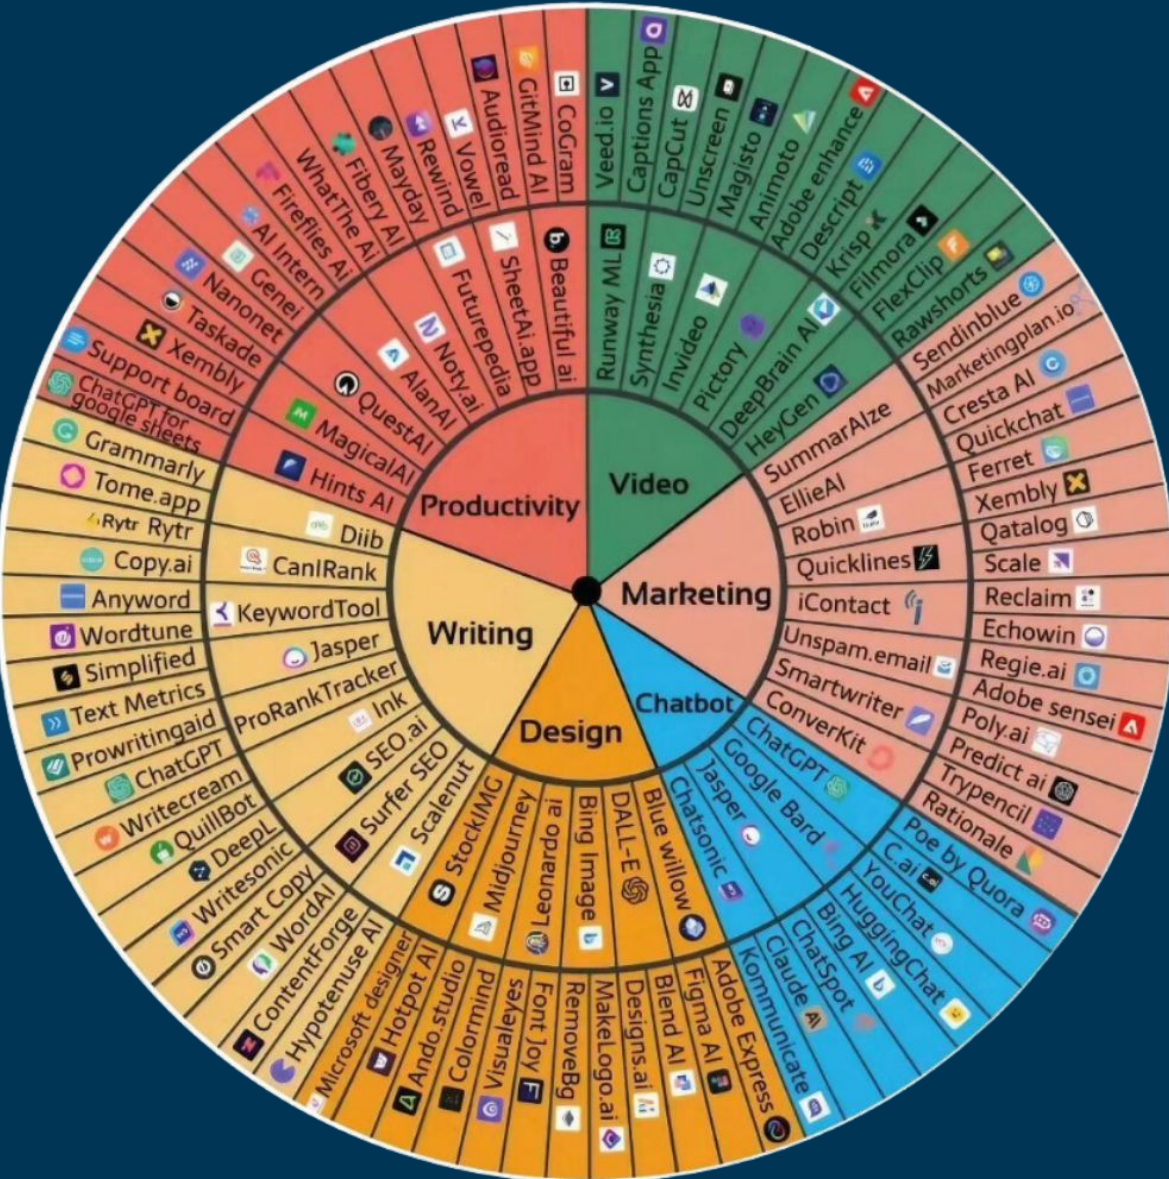 Productivity
Video
Marketing
Chatbot
Design
Writing
Runway ML
Synthesia
Invideo
Pictory
DeepBrain AI
HeyGen
SummarAIze
EllieAI
Robin
Quicklines
iContact
Unspam.email
Smartwriter
ConverKit
ChatGPT
Google Bard
Jasper
Chatsonic
Blue willow
DALL-E
Bing Image
Leonardo ai
Midjourney
StockIMG
Scalenut
Surfer SEO
SEO.ai
Ink
ProRankTracker
Jasper
KeywordTool
CanIRank
Diib
Hints AI
MagicalAI
QuestAI
AlanAI
Noty.ai
Futurepedia
SheetAi.app
Beautiful ai
Veed.io
Captions App
CapCut
Unscreen
Magisto
Animoto
Adobe enhance
Descript
Krisp
Filmora
FlexClip
Rawshorts
Sendinblue
Marketingplan.io
Cresta AI
Quickchat
Ferret
Xembly
Qatalog
Scale
Reclaim
Echowin
Regie.ai
Adobe sensei
Poly.ai
Predict ai
Trypencil
Rationale
Poe by Quora
C.ai
YouChat
HuggingChat
Bing AI
ChatSpot
Claude
Kommunicate
Adobe Express
Figma AI
Blend AI
Designs.ai
MakeLogo.ai
RemoveBg
Font Joy
Visualeyes
Colormind
Ando.studio
Hotpot AI
Microsoft designer
Hypotenuse AI
ContentForge
WordAI
Smart Copy
Writesonic
DeepL
QuillBot
Writecream
ChatGPT
Prowritingaid
Text Metrics
Simplified
Wordtune
Anyword
Copy.ai
Rytr Rytr
Tome.app
Grammarly
ChatGPT for
google sheets
Support board
Xembly
Taskade
Nanonet
Genei
AI Intern
Fireflies Ai
WhatThe Ai
Fibery AI
Mayday
Rewind
Vowel
Audioread
GitMind AI
CoGram